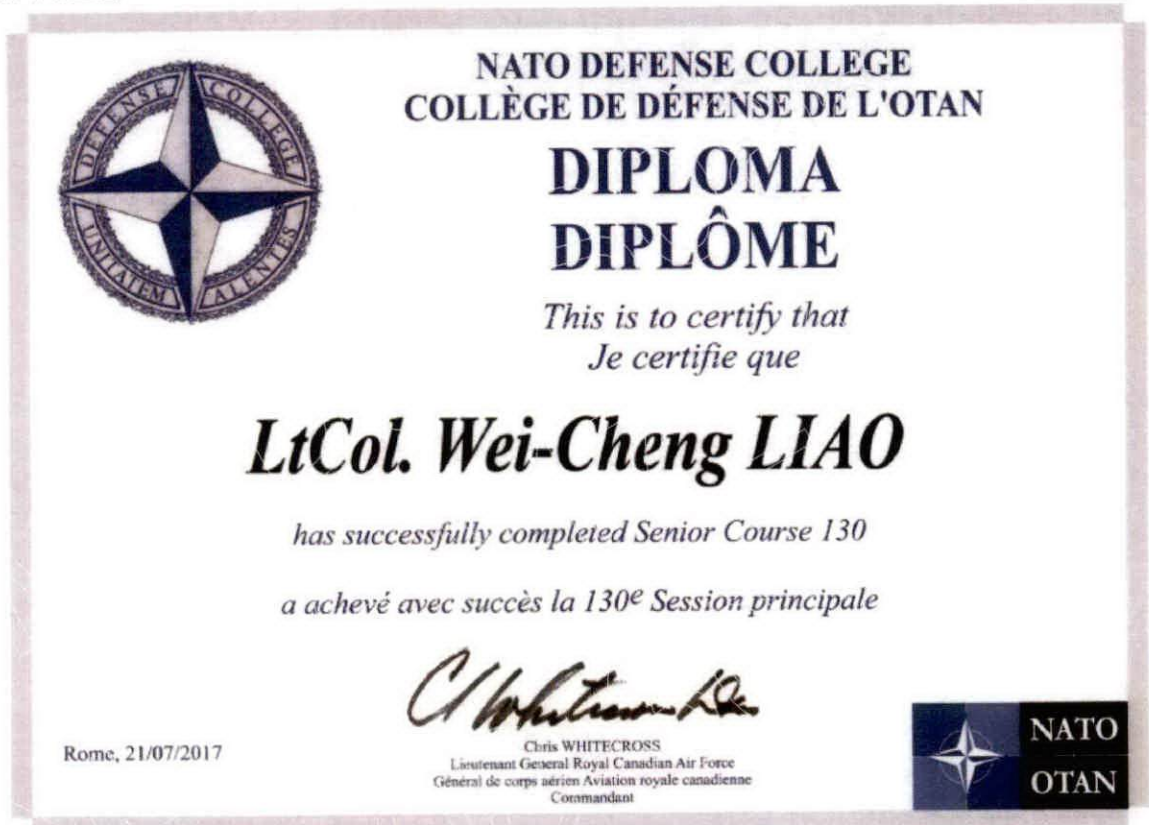 DEFENSE COLLEGE
UNITATEM ALENTES
NATO DEFENSE COLLEGE
COLLÈGE DE DÉFENSE DE L'OTAN
DIPLOMA
DIPLÔME
This is to certify that
Je certifie que
LtCol. Wei-Cheng LIAO
has successfully completed Senior Course 130
a achevé avec succès la 130e Session principale
Rome, 21/07/2017
Chris WHITECROSS
Lieutenant General Royal Canadian Air Force
Général de corps aérien Aviation royale canadienne
Commandant
NATO
OTAN